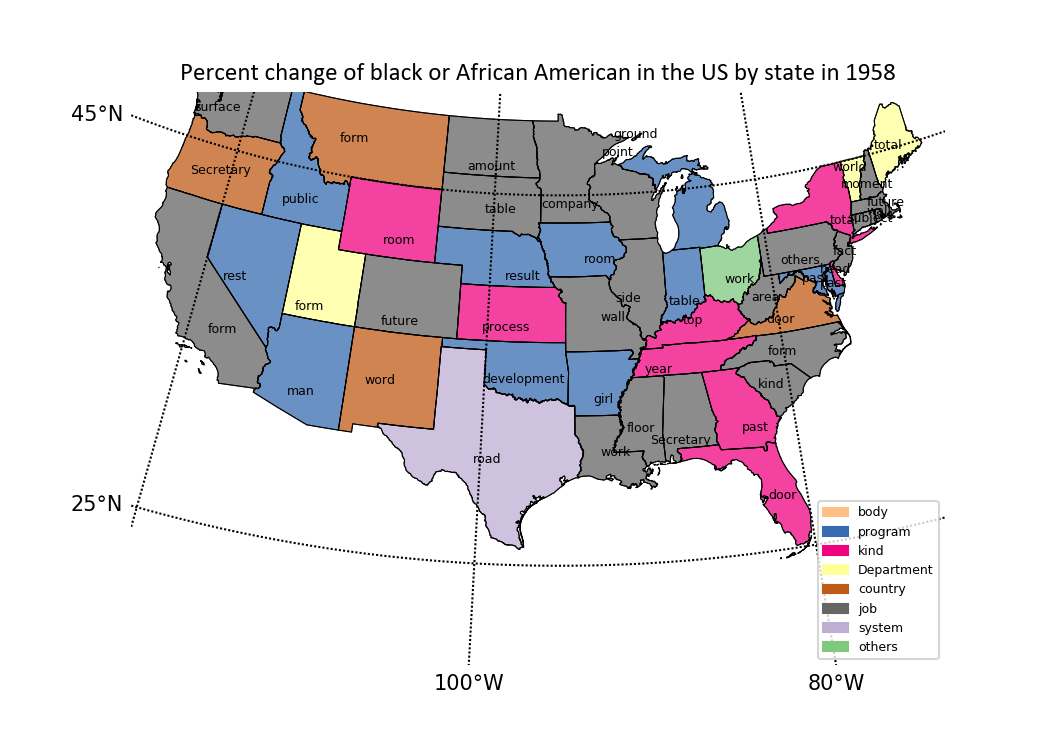 Percent change of black or African American in the US by state in 1958
45°N
surface
ground
form
total
point
amount
world
Secretary
moment
public
future
table
company
total
room
fact
others
room
rest
result
past
work
side
table
area
form
wall
top
door
future
form
process
form
year
word
development
kind
man
girl
floor
past
Secretary
work
road
door
25°N
body
program
kind
Department
country
job
system
others
100°W
80°W